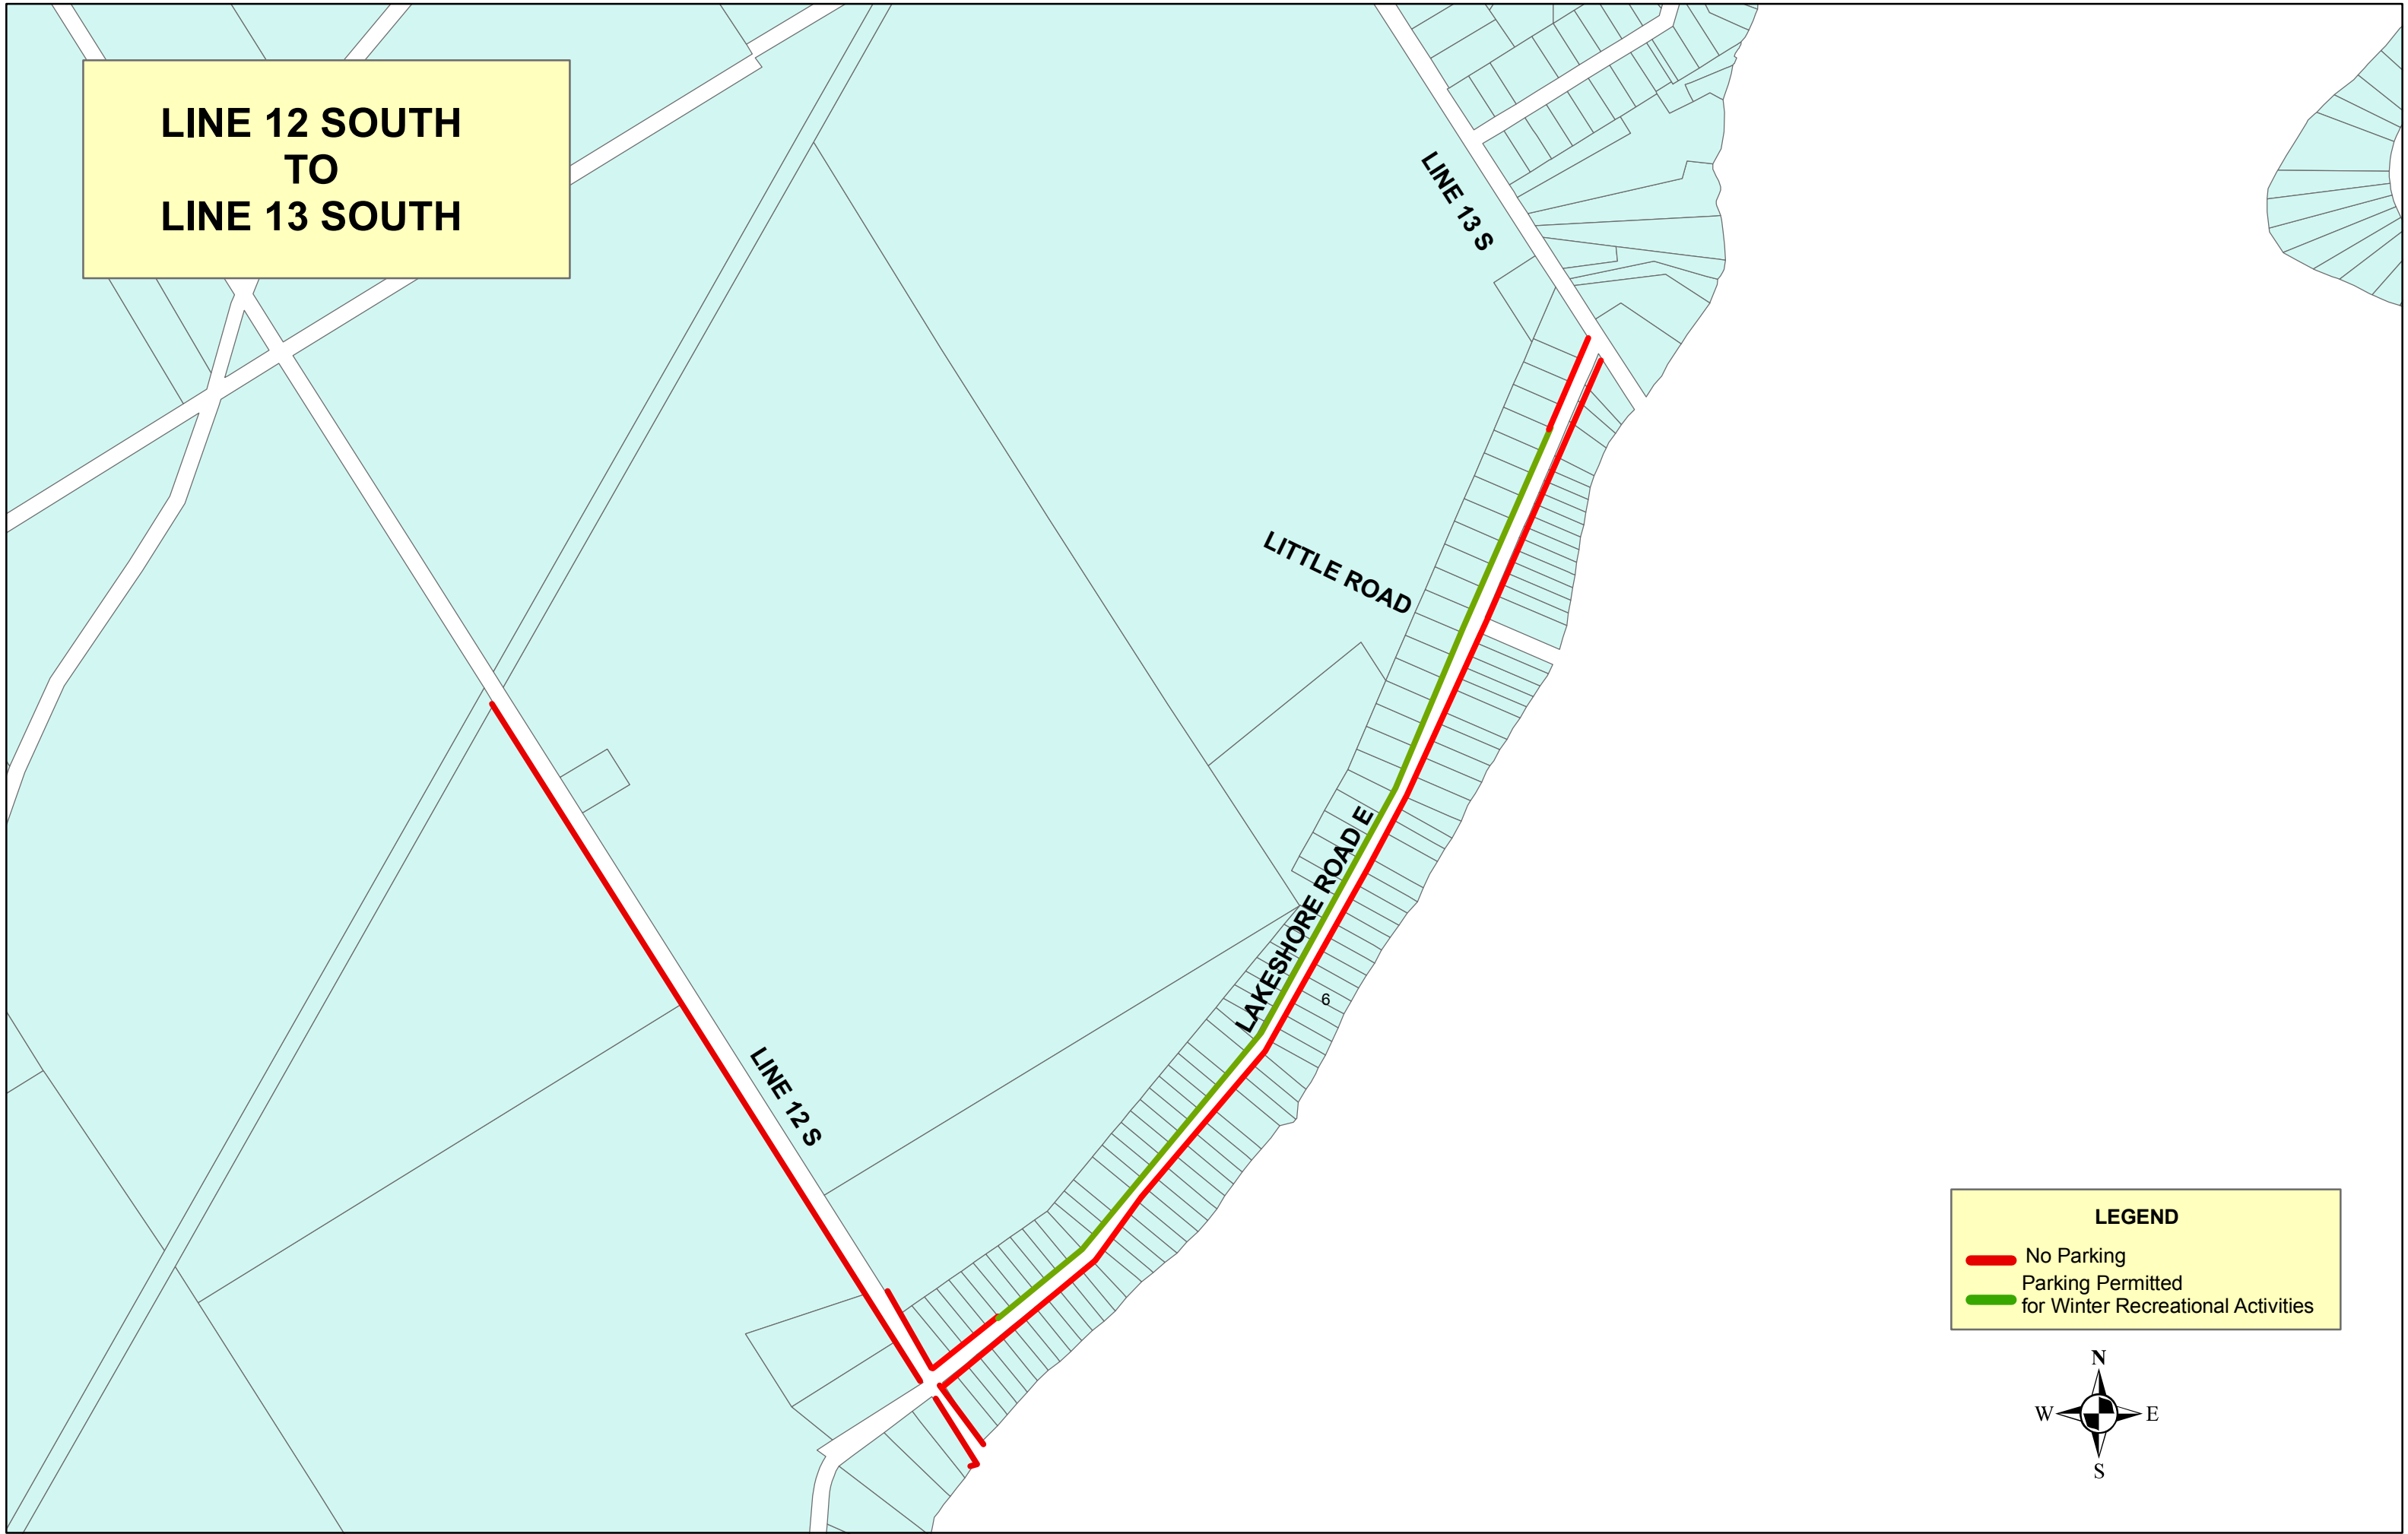 LINE 12 SOUTH
TO
LINE 13 SOUTH
LINE 13 S
LITTLE ROAD
LAKESHORE ROAD E
6
LINE 12 S
LEGEND
No Parking
Parking Permitted
for Winter Recreational Activities
N
W E
S